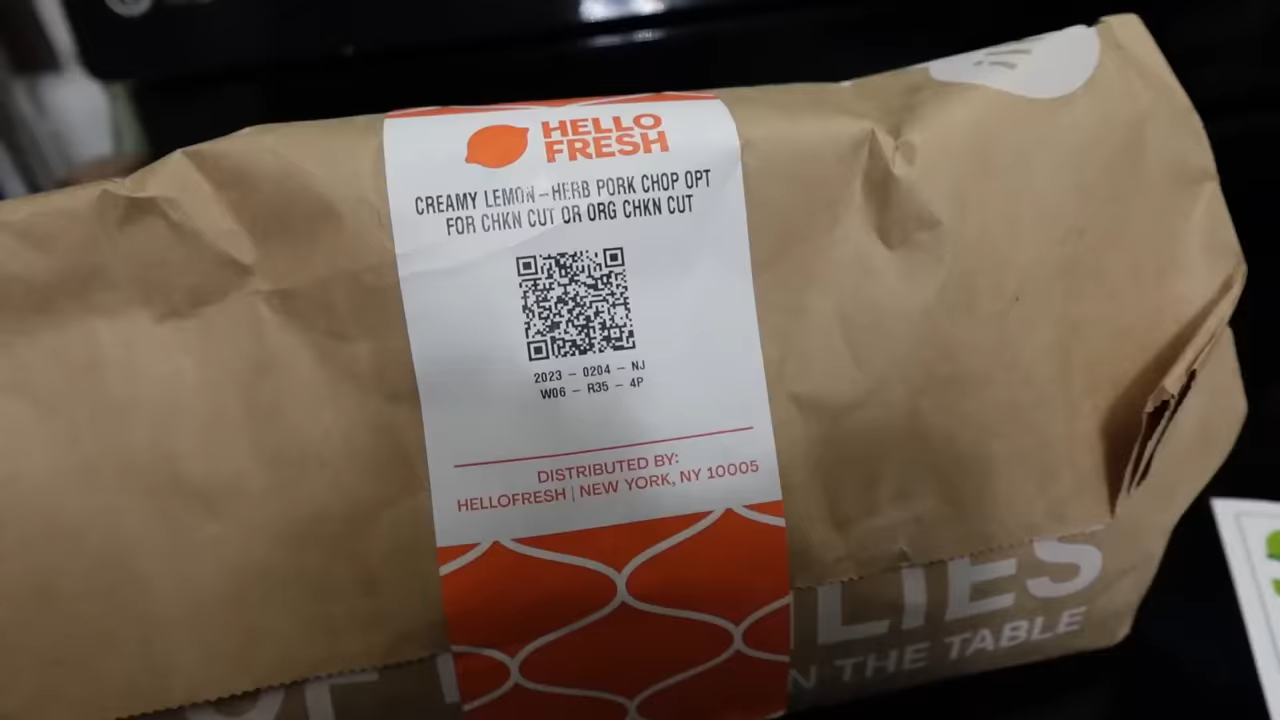 HELLO
FRESH
CREAMY LEMON-HERB PORK CHOP OPT
FOR CHKN CUT OR ORG CHKN CUT
2023 - 0204 - NJ
W06 - R35 - 4P
DISTRIBUTED BY:
HELLOFRESH | NEW YORK, NY 10005
LIES
THE TABLE